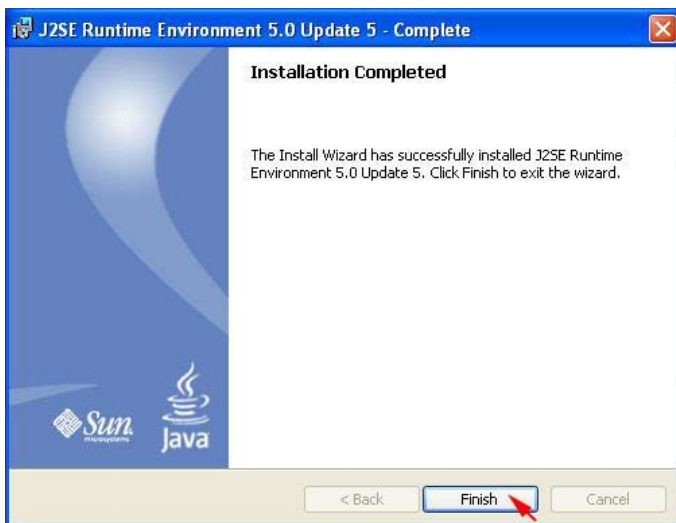 J2SE Runtime Environment 5.0 Update 5 - Complete
Installation Completed
The Install Wizard has successfully installed J2SE Runtime
Environment 5.0 Update 5. Click Finish to exit the wizard.
Sun
microsystems
Java
< Back
Finish
Cancel